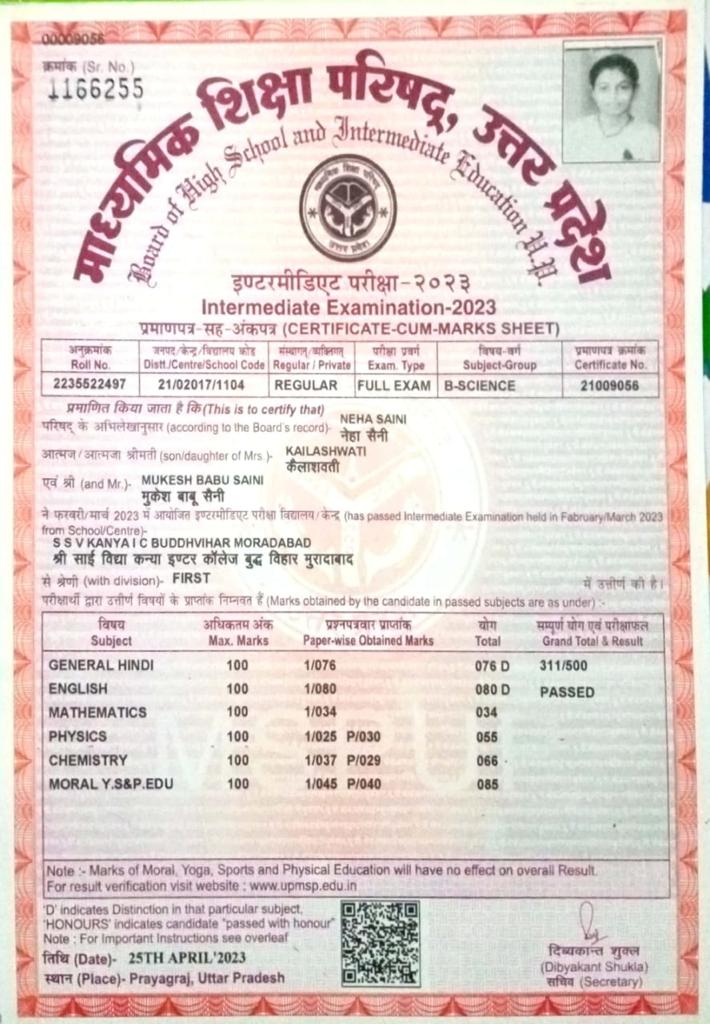 00009056
क्रमांक (Sr. No.)
1166255
माध्यमिक शिक्षा परिषद्, उत्तर प्रदेश
Board of High School and Intermediate Education U.P.
माध्यमिक शिक्षा परिषद
उत्तर प्रदेश
इण्टरमीडिएट परीक्षा-२०२३
Intermediate Examination-2023
प्रमाणपत्र-सह-अंकपत्र (CERTIFICATE-CUM-MARKS SHEET)
अनुक्रमांक जनपद/केन्द्र/विद्यालय कोड संस्थागत/व्यक्तिगत परीक्षा प्रवर्ग विषय-वर्ग प्रमाणपत्र क्रमांक
Roll No. Distt./Centre/School Code Regular / Private Exam. Type Subject-Group Certificate No.
2235522497 21/02017/1104 REGULAR FULL EXAM B-SCIENCE 21009056
प्रमाणित किया जाता है कि (This is to certify that)
परिषद् के अभिलेखानुसार (according to the Board's record)- NEHA SAINI
नेहा सैनी
आत्मज/आत्मजा श्रीमती (son/daughter of Mrs.)- KAILASHWATI
कैलाशवती
एवं श्री (and Mr.)- MUKESH BABU SAINI
मुकेश बाबू सैनी
ने फरवरी/मार्च 2023 में आयोजित इण्टरमीडिएट परीक्षा विद्यालय/केन्द्र (has passed Intermediate Examination held in Fabruary/March 2023
from School/Centre)-
S S V KANYA I C BUDDHVIHAR MORADABAD
श्री साई विद्या कन्या इण्टर कॉलेज बुद्ध विहार मुरादाबाद
से श्रेणी (with division)- FIRST में उत्तीर्ण की है।
परीक्षार्थी द्वारा उत्तीर्ण विषयों के प्राप्तांक निम्नवत हैं (Marks obtained by the candidate in passed subjects are as under) :-
विषय अधिकतम अंक प्रश्नपत्रवार प्राप्तांक योग सम्पूर्ण योग एवं परीक्षाफल
Subject Max. Marks Paper-wise Obtained Marks Total Grand Total & Result
GENERAL HINDI 100 1/076 076 D 311/500
ENGLISH 100 1/080 080 D PASSED
MATHEMATICS 100 1/034 034
PHYSICS 100 1/025 P/030 055
CHEMISTRY 100 1/037 P/029 066
MORAL Y.S&P.EDU 100 1/045 P/040 085
Note :- Marks of Moral, Yoga, Sports and Physical Education will have no effect on overall Result.
For result verification visit website : www.upmsp.edu.in
'D' indicates Distinction in that particular subject,
'HONOURS' indicates candidate "passed with honour"
Note : For Important Instructions see overleaf
तिथि (Date)- 25TH APRIL'2023
स्थान (Place)- Prayagraj, Uttar Pradesh
दिब्यकान्त शुक्ल
(Dibyakant Shukla)
सचिव (Secretary)